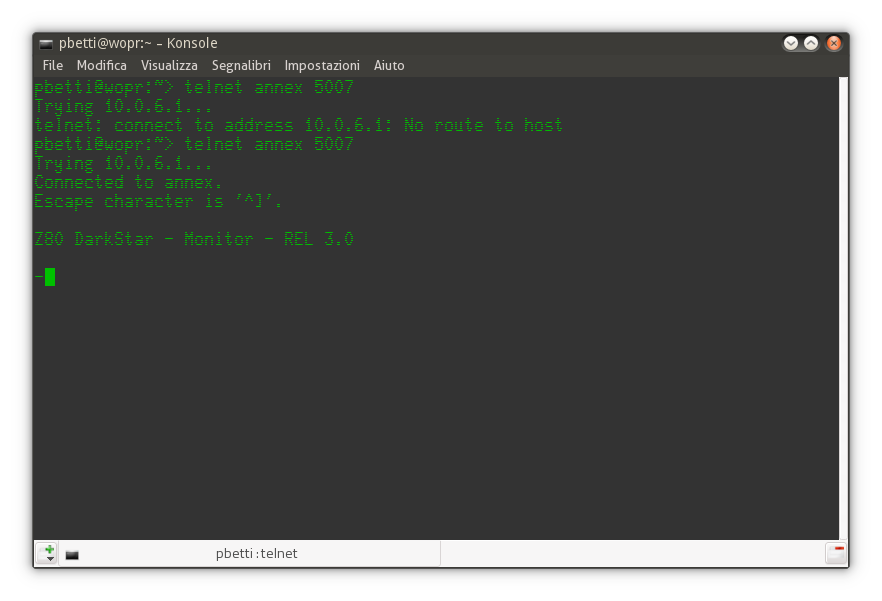 pbetti@wopr:~ – Konsole
File Modifica Visualizza Segnalibri Impostazioni Aiuto
pbetti@wopr:~> telnet annex 5007
Trying 10.0.6.1...
telnet: connect to address 10.0.6.1: No route to host
pbetti@wopr:~> telnet annex 5007
Trying 10.0.6.1...
Connected to annex.
Escape character is '^]'.
Z80 DarkStar - Monitor - REL 3.0
-
pbetti : telnet